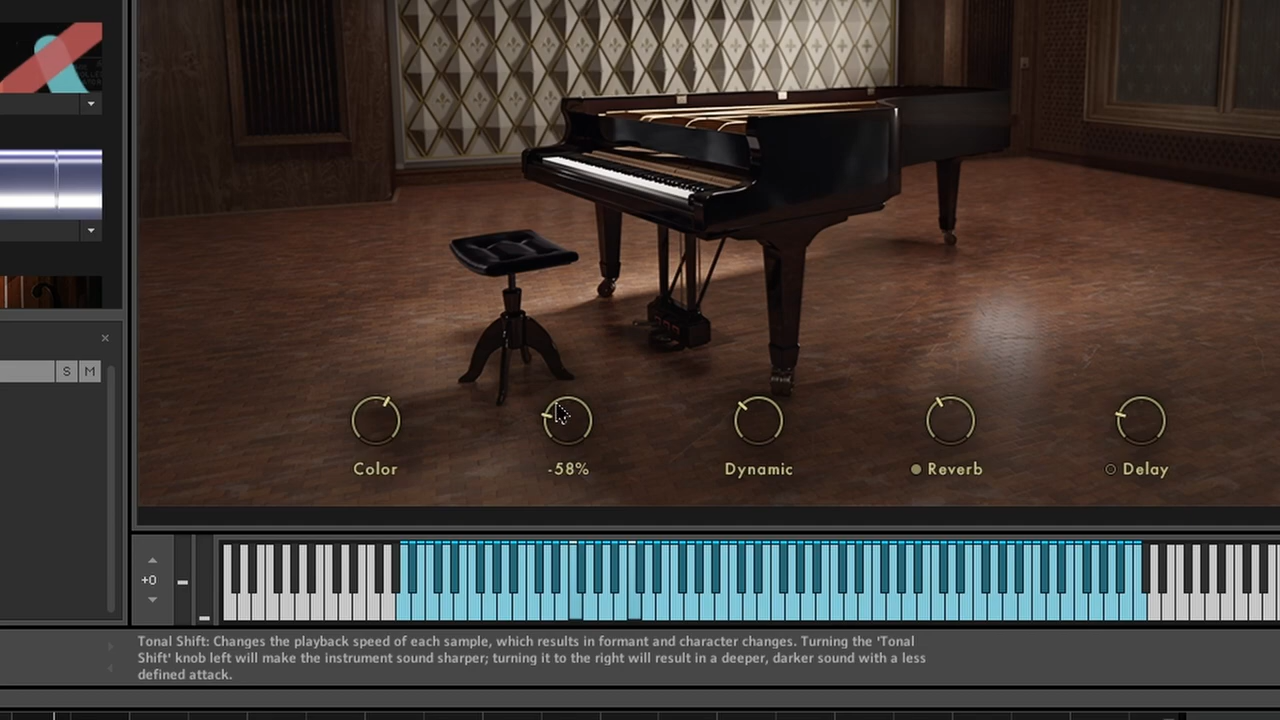 S M
Color
-58%
Dynamic
Reverb
Delay
+0
Tonal Shift: Changes the playback speed of each sample, which results in formant and character changes. Turning the 'Tonal
Shift' knob left will make the instrument sound sharper; turning it to the right will result in a deeper, darker sound with a less
defined attack.